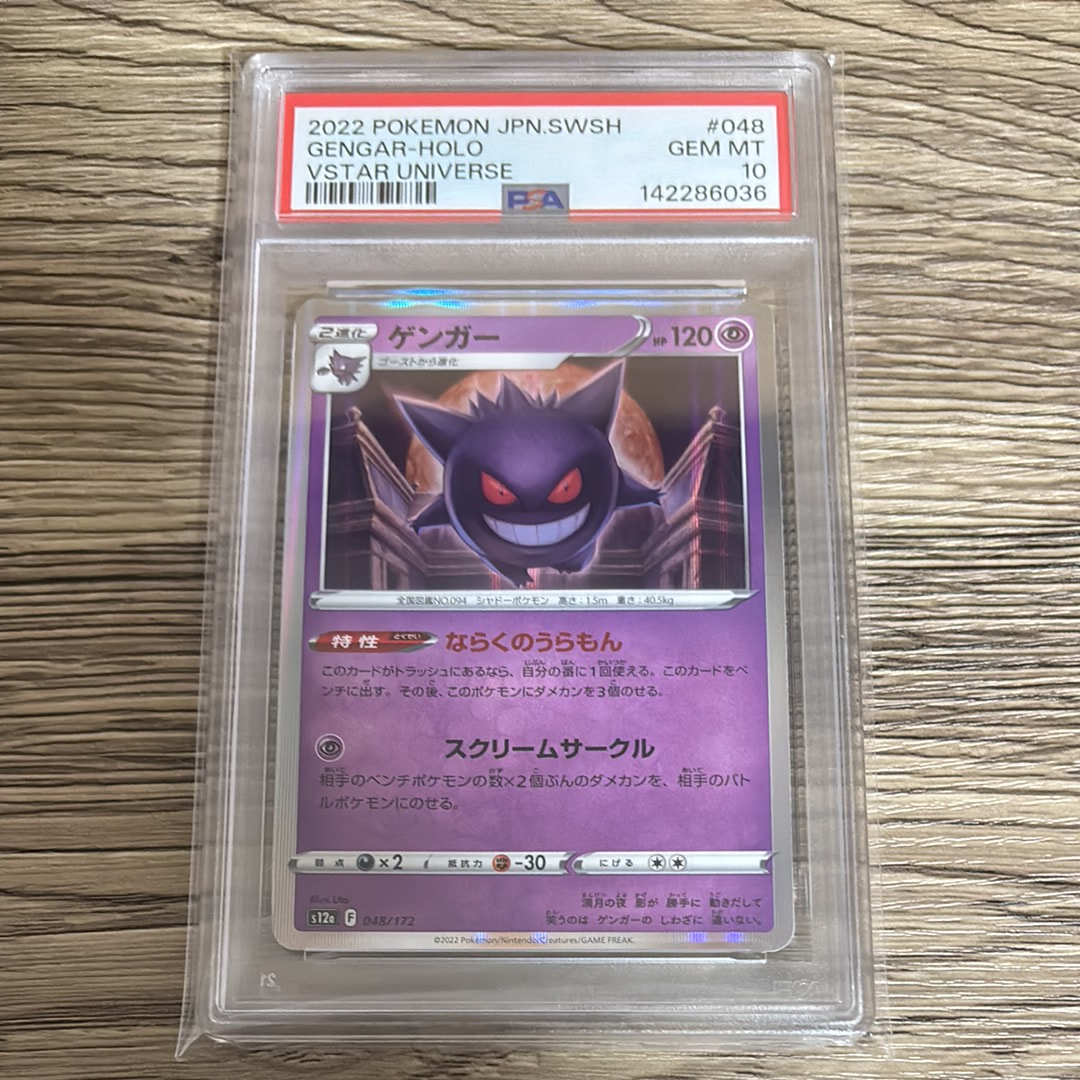 2022 POKEMON JPN.SWSH #048
GENGAR-HOLO GEM MT
VSTAR UNIVERSE 10
PSA 142286036
2進化 ゲンガー HP 120
ゴーストから進化
全国図鑑NO.094 シャドーポケモン 高さ:1.5m 重さ:40.5kg
特性 とくせい ならくのうらもん
このカードがトラッシュにあるなら、自分の番に1回使える。このカードをベ
ンチに出す。その後、このポケモンにダメカンを3個のせる。
スクリームサークル
相手のベンチポケモンの数×2個ぶんのダメカンを、相手のバト
ルポケモンにのせる。
弱点 ×2 抵抗力 -30 にげる
満月の夜 影が 勝手に 動きだして
笑うのは ゲンガーの しわざに 違いない。
s12a F 048/172
©2022 Pokémon/Nintendo/Creatures/GAME FREAK.